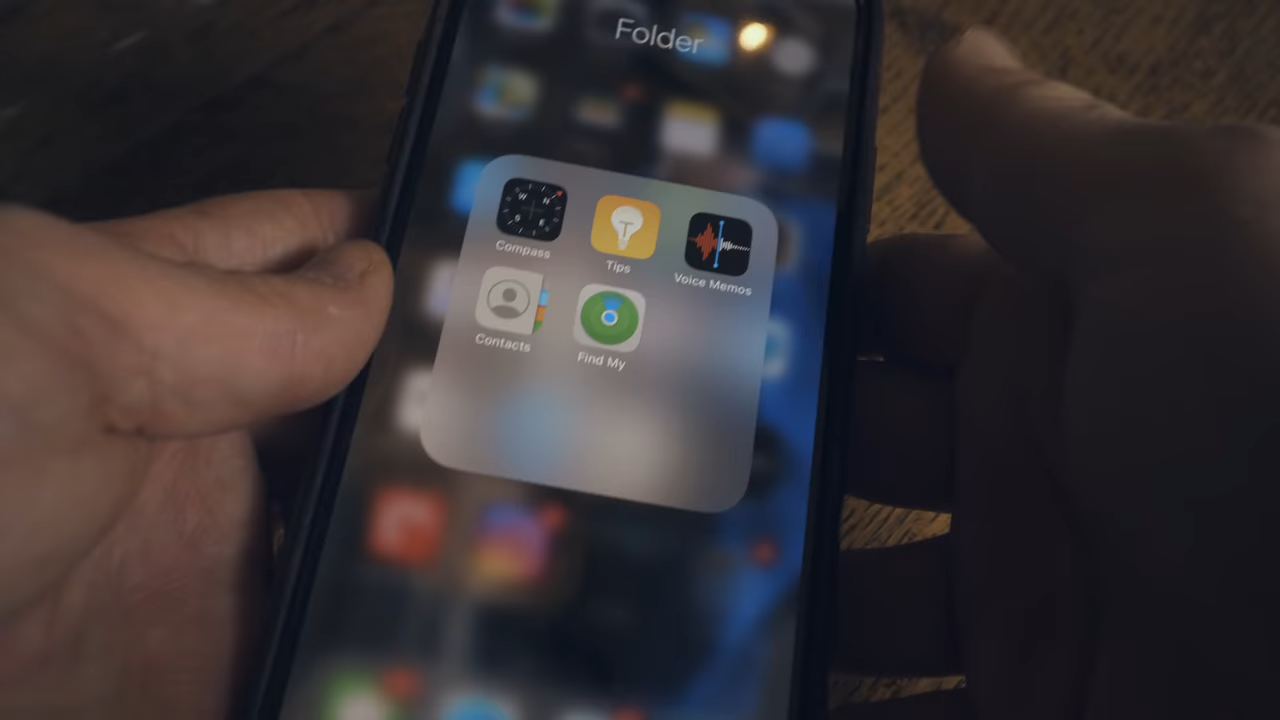 Folder
W N
S E
Compass
Tips
Voice Memos
Contacts
Find My